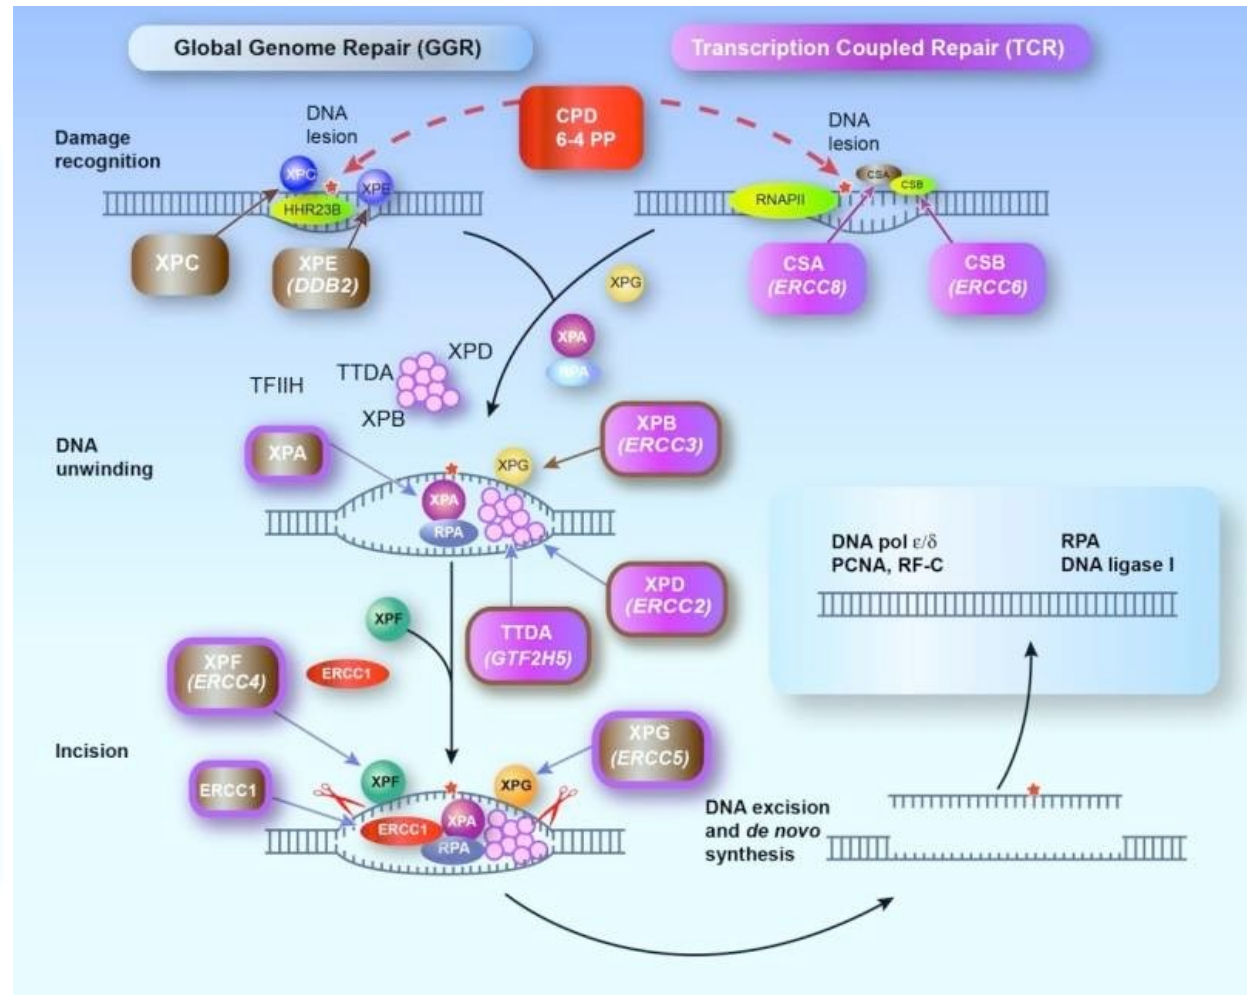 Global Genome Repair (GGR)
Transcription Coupled Repair (TCR)
CPD
6-4 PP
DNA
lesion
DNA
lesion
Damage
recognition
XPC
XPE
HHR23B
CSA
CSB
RNAPII
XPC
XPE
(DDB2)
CSA
(ERCC8)
CSB
(ERCC6)
XPG
XPA
RPA
XPD
TTDA
TFIIH
XPB
XPB
(ERCC3)
DNA
unwinding
XPA
XPG
XPA
RPA
XPD
(ERCC2)
TTDA
(GTF2H5)
DNA pol ε/δ
PCNA, RF-C
RPA
DNA ligase I
XPF
XPF
(ERCC4)
ERCC1
Incision
XPG
(ERCC5)
ERCC1
XPF
XPG
ERCC1
XPA
RPA
DNA excision
and de novo
synthesis